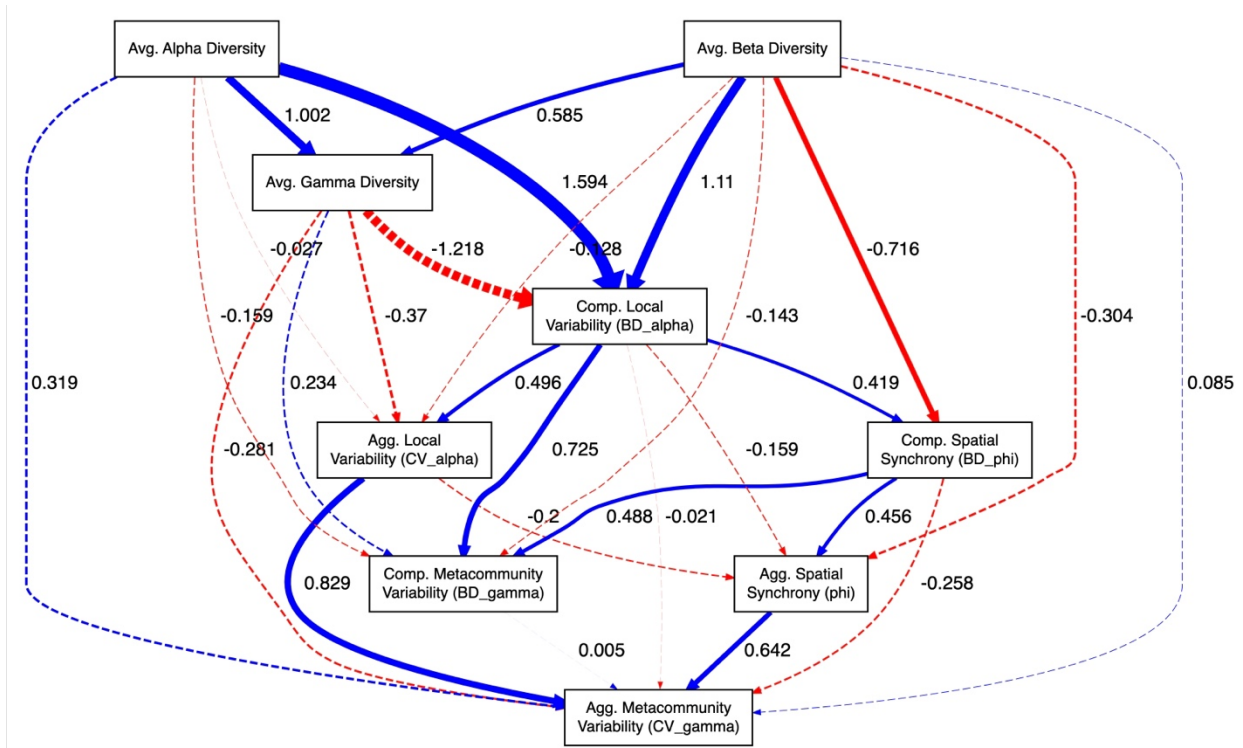 Avg. Alpha Diversity
Avg. Beta Diversity
1.002
0.585
Avg. Gamma Diversity
1.594
1.11
-0.027
-1.218
-0.128
-0.716
Comp. Local
Variability (BD_alpha)
-0.159
-0.37
-0.143
-0.304
0.319
0.234
0.496
0.419
0.085
Agg. Local
Variability (CV_alpha)
Comp. Spatial
Synchrony (BD_phi)
-0.281
0.725
-0.159
-0.2
0.488
-0.021
0.456
Comp. Metacommunity
Variability (BD_gamma)
Agg. Spatial
Synchrony (phi)
0.829
-0.258
0.005
0.642
Agg. Metacommunity
Variability (CV_gamma)